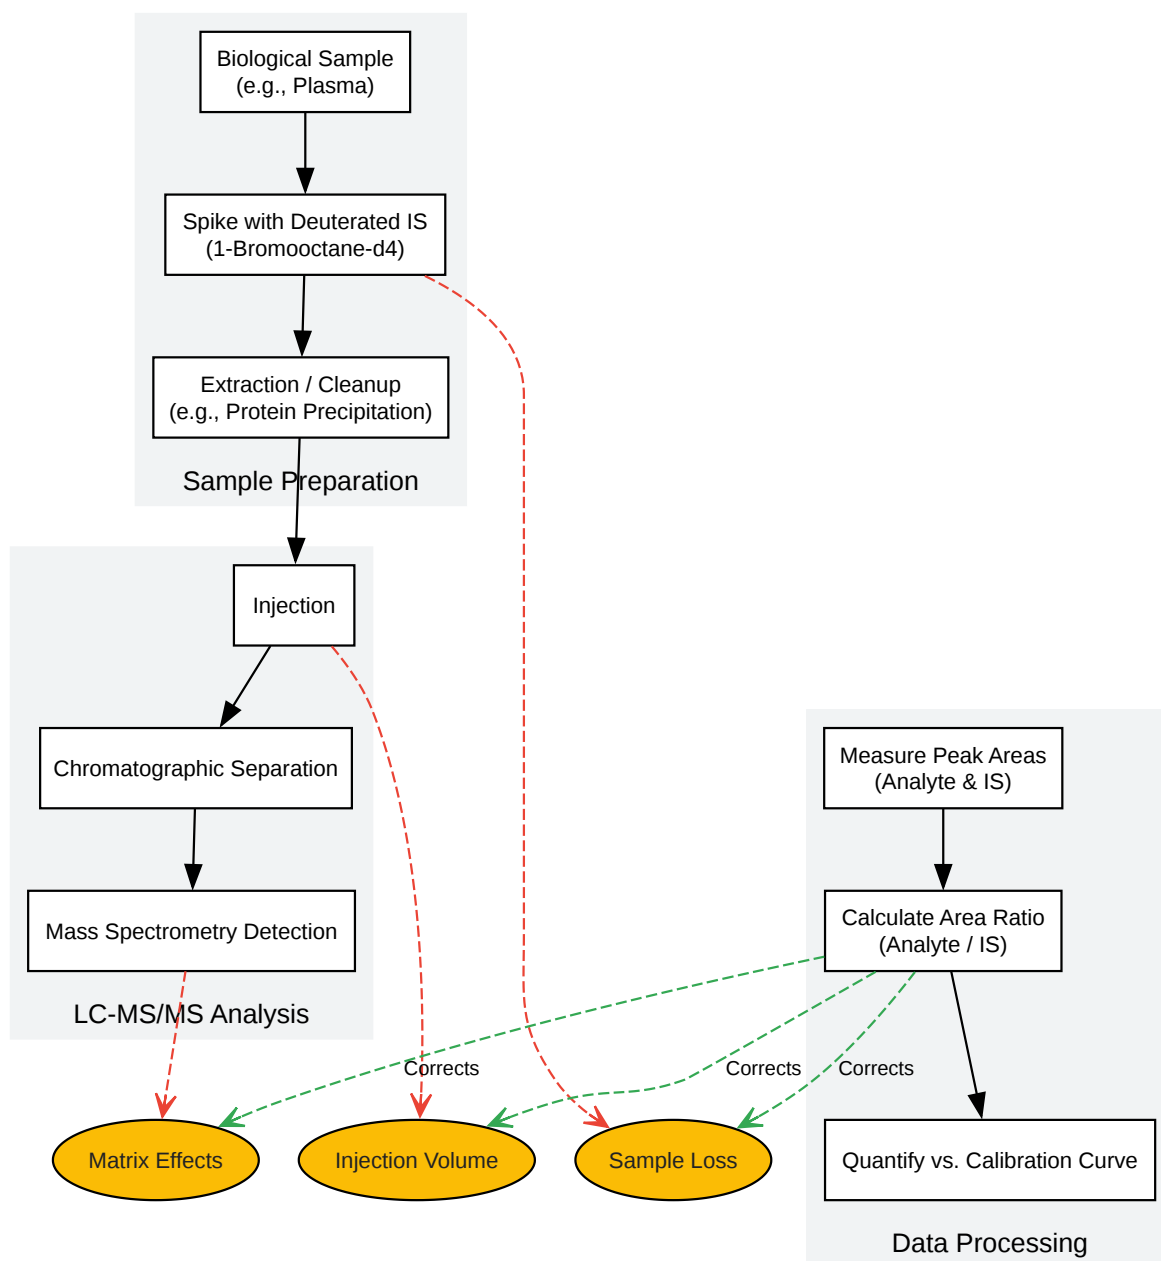 Biological Sample
(e.g., Plasma)
Spike with Deuterated IS
(1-Bromooctane-d4)
Extraction / Cleanup
(e.g., Protein Precipitation)
Sample Preparation
Injection
Chromatographic Separation
Mass Spectrometry Detection
LC-MS/MS Analysis
Measure Peak Areas
(Analyte & IS)
Calculate Area Ratio
(Analyte / IS)
Corrects
Corrects
Corrects
Matrix Effects
Injection Volume
Sample Loss
Quantify vs. Calibration Curve
Data Processing